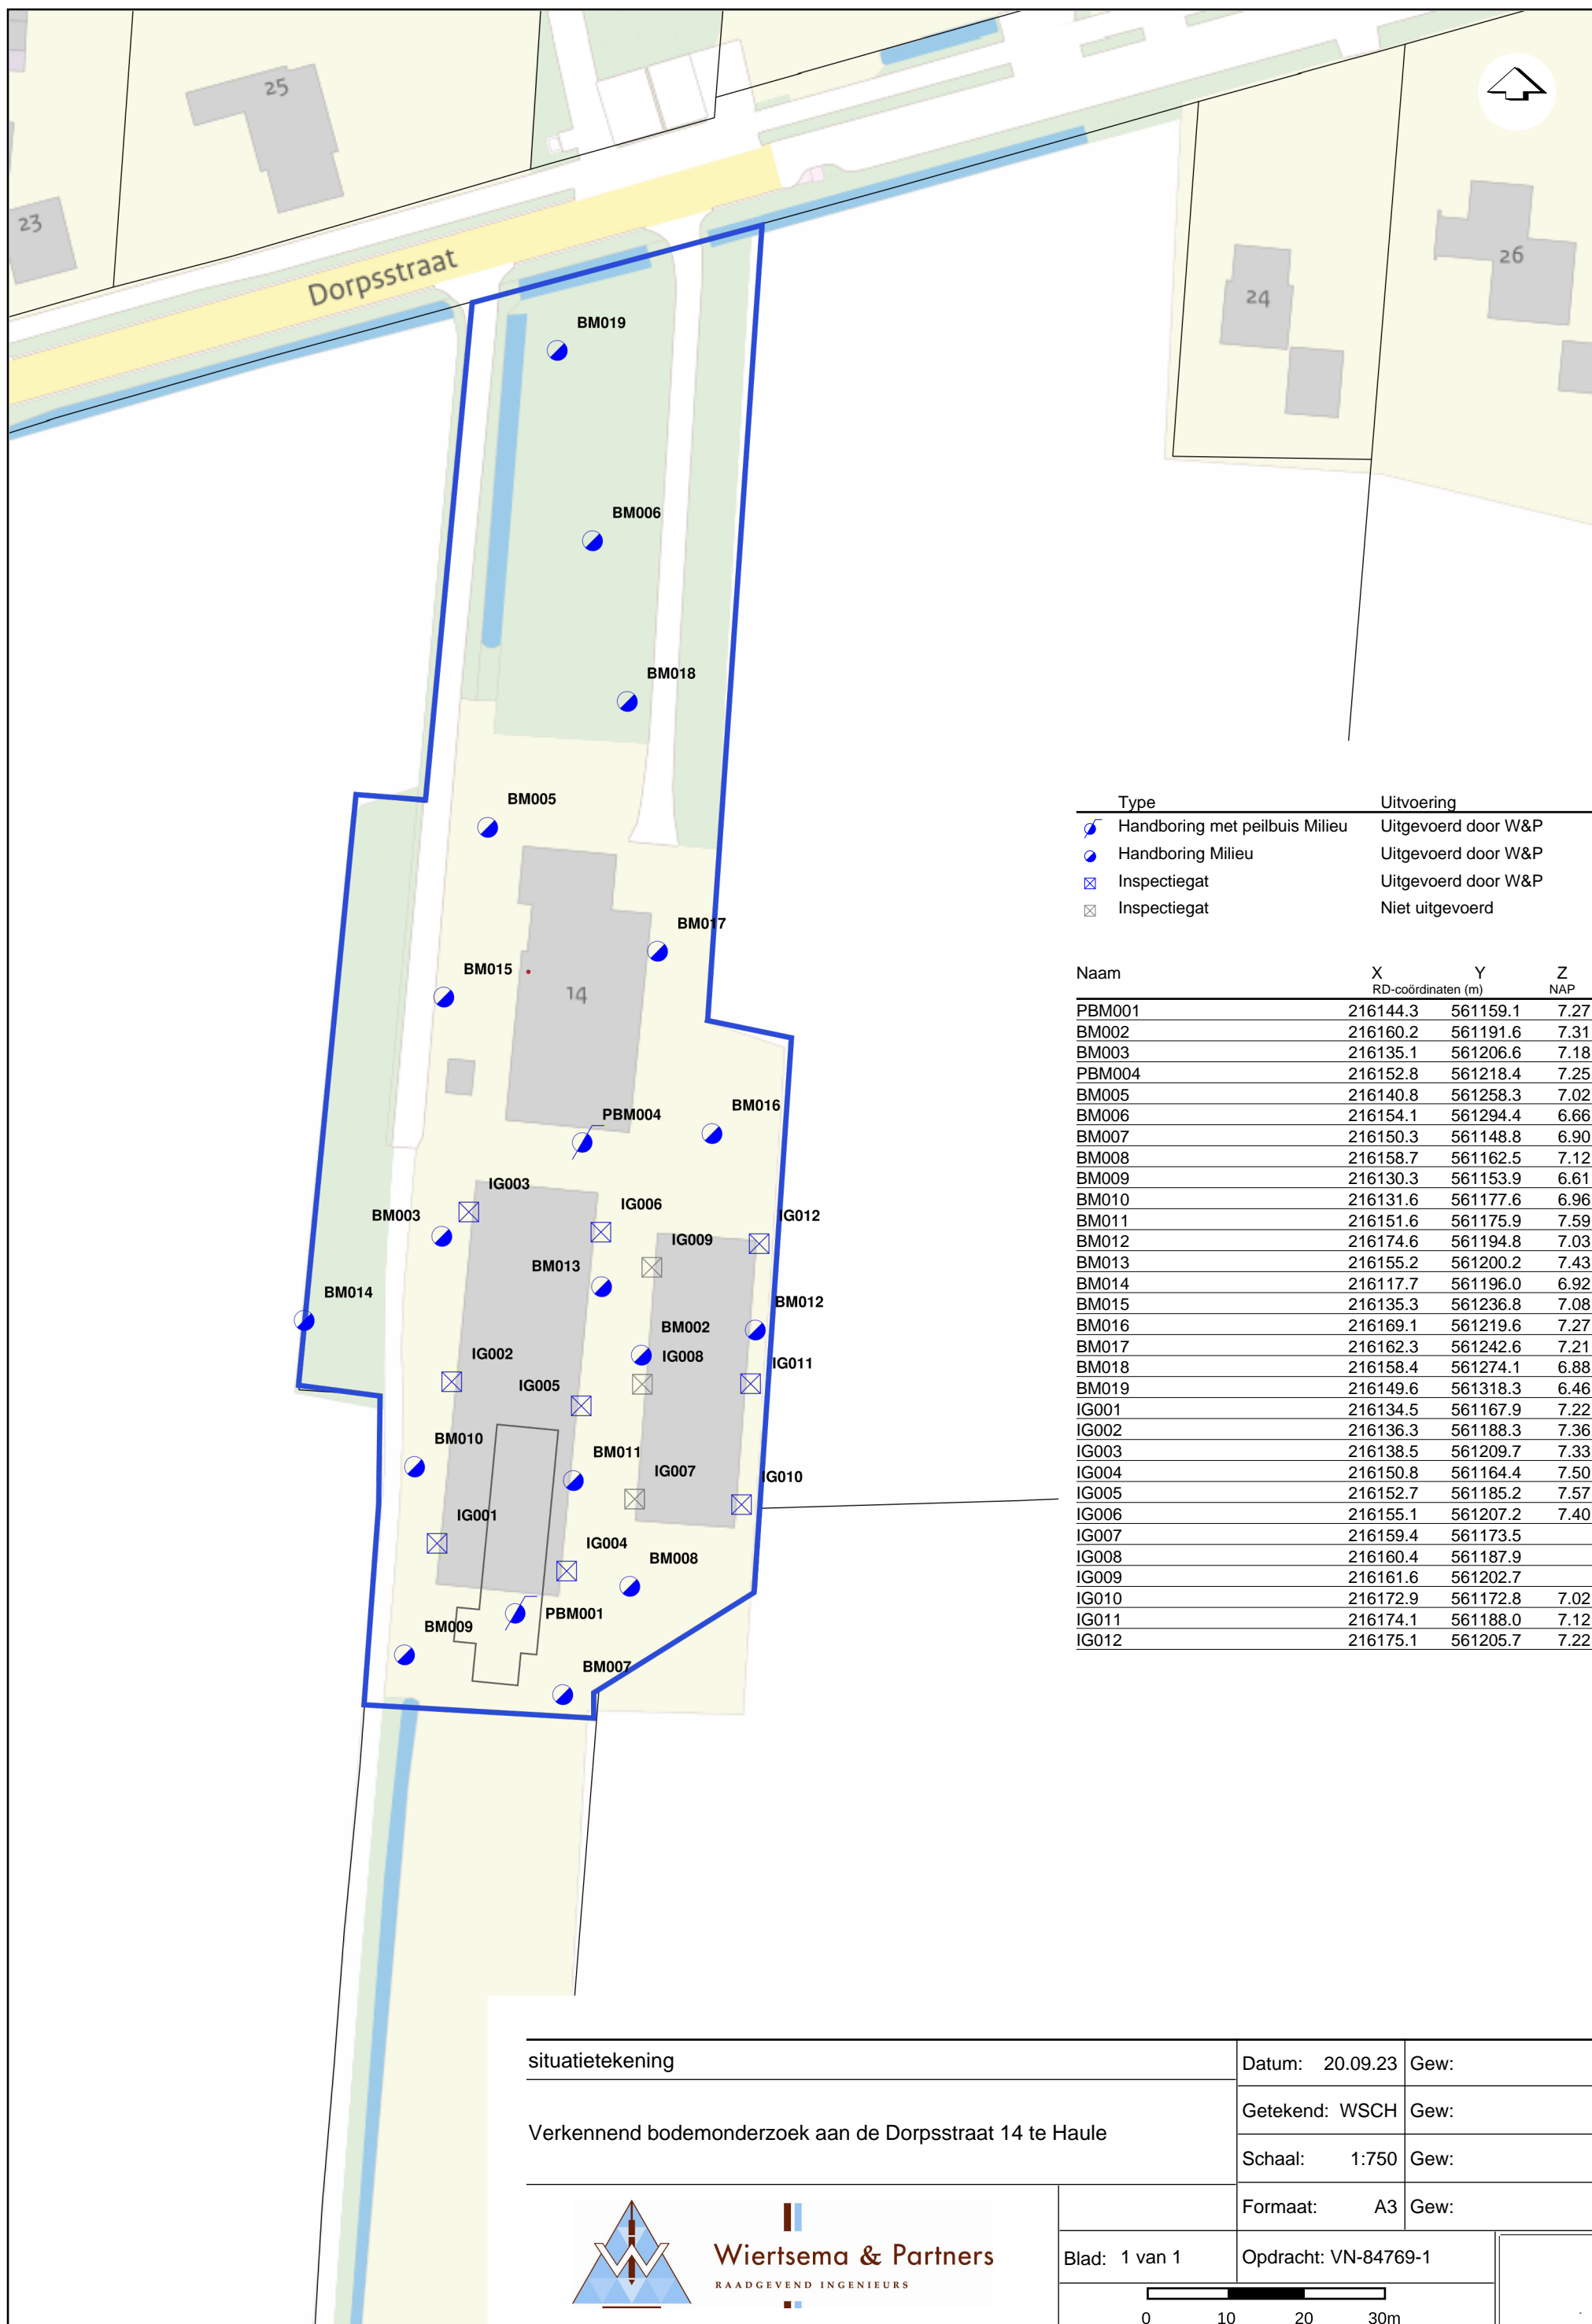 25
23
Dorpsstraat
24
26
BM019
BM006
BM018
BM005
BM017
BM015
14
PBM004
BM016
IG003
BM003
IG006
IG009
IG012
BM013
BM014
BM002
BM012
IG002
IG008
IG011
IG005
BM010
BM011
IG007
IG010
IG001
IG004
BM008
PBM001
BM009
BM007
Type Uitvoering
Handboring met peilbuis Milieu Uitgevoerd door W&P
Handboring Milieu Uitgevoerd door W&P
Inspectiegat Uitgevoerd door W&P
Inspectiegat Niet uitgevoerd
Naam X Y Z
RD-coördinaten (m) NAP
PBM001 216144.3 561159.1 7.27
BM002 216160.2 561191.6 7.31
BM003 216135.1 561206.6 7.18
PBM004 216152.8 561218.4 7.25
BM005 216140.8 561258.3 7.02
BM006 216154.1 561294.4 6.66
BM007 216150.3 561148.8 6.90
BM008 216158.7 561162.5 7.12
BM009 216130.3 561153.9 6.61
BM010 216131.6 561177.6 6.96
BM011 216151.6 561175.9 7.59
BM012 216174.6 561194.8 7.03
BM013 216155.2 561200.2 7.43
BM014 216117.7 561196.0 6.92
BM015 216135.3 561236.8 7.08
BM016 216169.1 561219.6 7.27
BM017 216162.3 561242.6 7.21
BM018 216158.4 561274.1 6.88
BM019 216149.6 561318.3 6.46
IG001 216134.5 561167.9 7.22
IG002 216136.3 561188.3 7.36
IG003 216138.5 561209.7 7.33
IG004 216150.8 561164.4 7.50
IG005 216152.7 561185.2 7.57
IG006 216155.1 561207.2 7.40
IG007 216159.4 561173.5
IG008 216160.4 561187.9
IG009 216161.6 561202.7
IG010 216172.9 561172.8 7.02
IG011 216174.1 561188.0 7.12
IG012 216175.1 561205.7 7.22
situatietekening
Verkennend bodemonderzoek aan de Dorpsstraat 14 te Haule
Datum: 20.09.23 Gew:
Getekend: WSCH Gew:
Schaal: 1:750 Gew:
Formaat: A3 Gew:
Blad: 1 van 1 Opdracht: VN-84769-1
Wiertsema & Partners
RAADGEVEND INGENIEURS
0 10 20 30m